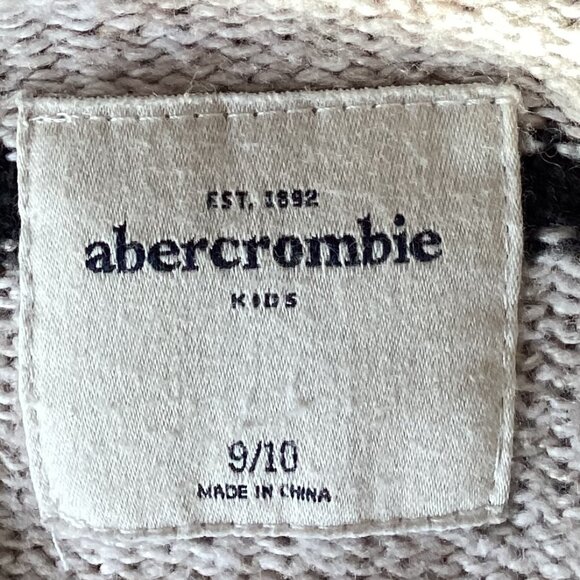 EST. 1892
abercrombie
KIDS
9/10
MADE IN CHINA